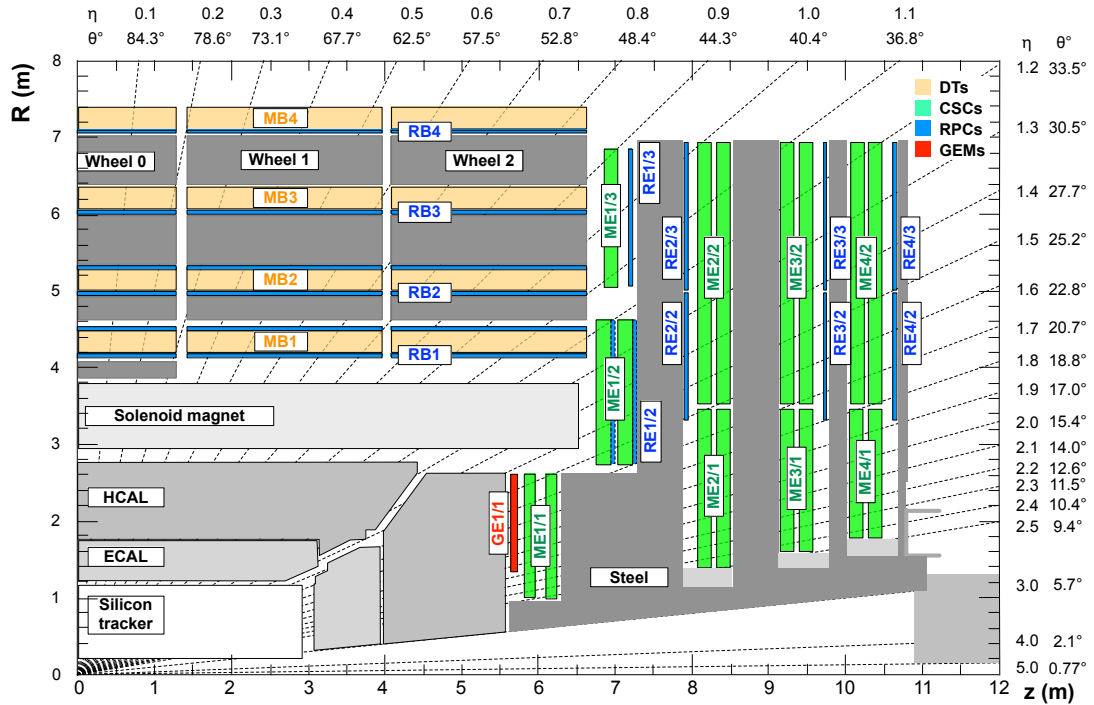 η 0.1 0.2 0.3 0.4 0.5 0.6 0.7 0.8 0.9 1.0 1.1
θ° 84.3° 78.6° 73.1° 67.7° 62.5° 57.5° 52.8° 48.4° 44.3° 40.4° 36.8°
η θ°
R (m)
8
7
6
5
4
3
2
1
0
1.2 33.5°
1.3 30.5°
1.4 27.7°
1.5 25.2°
1.6 22.8°
1.7 20.7°
1.8 18.8°
1.9 17.0°
2.0 15.4°
2.1 14.0°
2.2 12.6°
2.3 11.5°
2.4 10.4°
2.5 9.4°
3.0 5.7°
4.0 2.1°
5.0 0.77°
DTs
CSCs
RPCs
GEMs
MB4
RB4
Wheel 0
Wheel 1
Wheel 2
MB3
RB3
MB2
RB2
MB1
RB1
Solenoid magnet
HCAL
ECAL
Silicon
tracker
Steel
GE1/1
ME1/1
ME1/2
ME1/3
RE1/3
RE1/2
RE2/3
RE2/2
ME2/2
ME2/1
ME3/2
ME3/1
RE3/3
RE3/2
ME4/2
ME4/1
RE4/3
RE4/2
0 1 2 3 4 5 6 7 8 9 10 11 12
z (m)